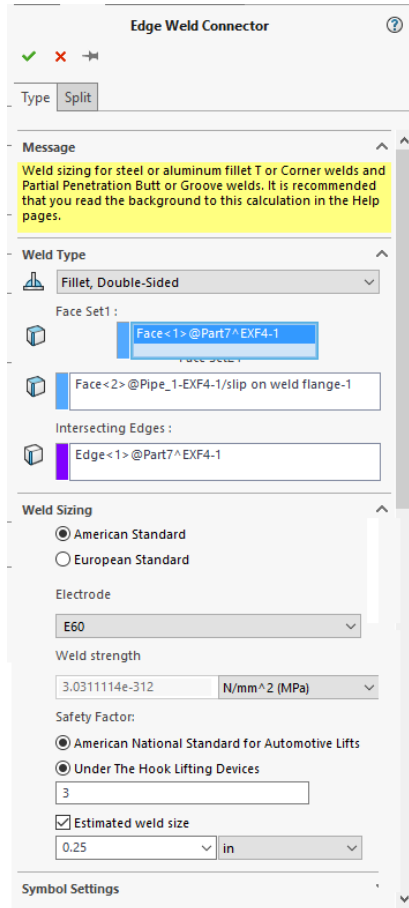 Edge Weld Connector
Type Split
Message
Weld sizing for steel or aluminum fillet T or Corner welds and
Partial Penetration Butt or Groove welds. It is recommended
that you read the background to this calculation in the Help
pages.
Weld Type
Fillet, Double-Sided
Face Set1 :
Face<1>@Part7^EXF4-1
Face<2>@Pipe_1-EXF4-1/slip on weld flange-1
Intersecting Edges :
Edge<1>@Part7^EXF4-1
Weld Sizing
American Standard
European Standard
Electrode
E60
Weld strength
3.0311114e-312 N/mm^2 (MPa)
Safety Factor:
American National Standard for Automotive Lifts
Under The Hook Lifting Devices
3
Estimated weld size
0.25 in
Symbol Settings